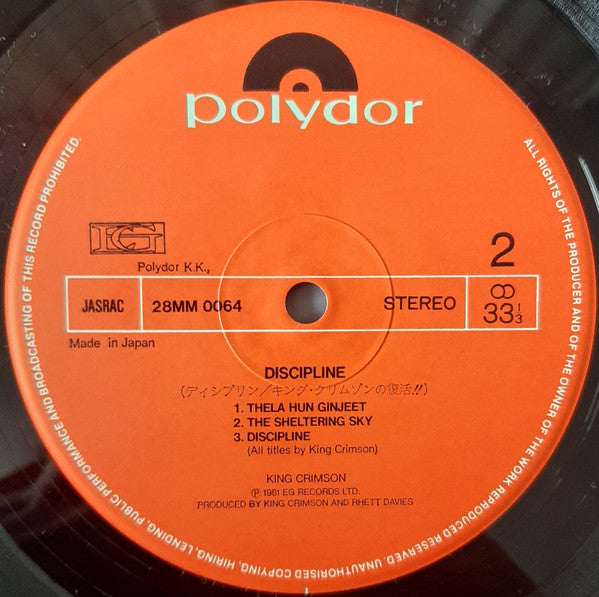 polydor
EG
2
Polydor K.K.,
JASRAC
28MM 0064
STEREO
33 1/3
Made in Japan
DISCIPLINE
(ディシプリン/キング・クリムゾンの復活!!)
1. THELA HUN GINJEET
2. THE SHELTERING SKY
3. DISCIPLINE
(All titles by King Crimson)
KING CRIMSON
℗ 1981 EG RECORDS LTD.
PRODUCED BY KING CRIMSON AND RHETT DAVIES
ALL RIGHTS OF THE PRODUCER AND OF THE OWNER OF THE WORK REPRODUCED RESERVED. UNAUTHORISED COPYING, HIRING, LENDING, PUBLIC PERFORMANCE AND BROADCASTING OF THIS RECORD PROHIBITED.